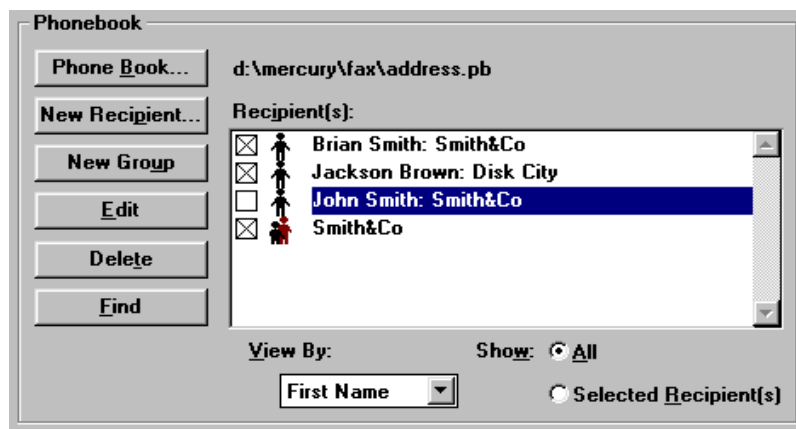 Phonebook
Phone Book...
d:\mercury\fax\address.pb
New Recipient...
Recipient(s):
Brian Smith: Smith&Co
New Group
Jackson Brown: Disk City
John Smith: Smith&Co
Edit
Smith&Co
Delete
Find
View By:
Show:
All
First Name
Selected Recipient(s)